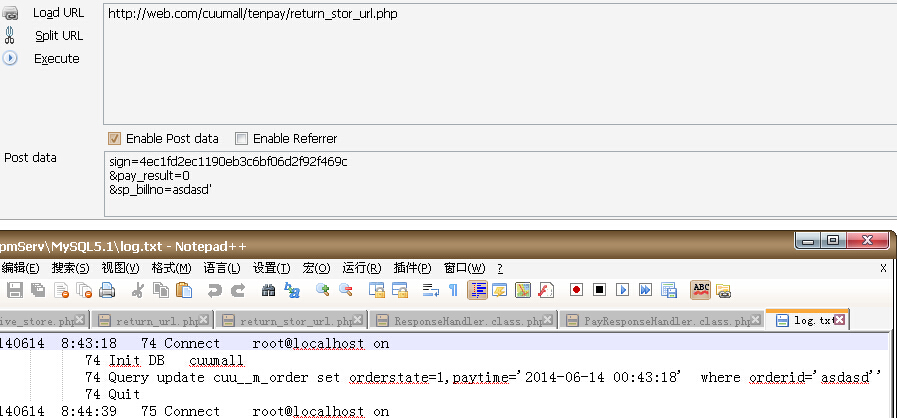 Load URL
http://web.com/cuumall/tenpay/return_stor_url.php
Split URL
Execute
Enable Post data
Enable Referrer
Post data
sign=4ec1fd2ec1190eb3c6bf06d2f92f469c
&pay_result=0
&sp_billno=asdasd'
pmServ\MySQL5.1\log.txt - Notepad++
编辑(E) 搜索(S) 视图(V) 格式(M) 语言(L) 设置(T) 宏(O) 运行(R) 插件(P) 窗口(W) ? X
ive_store.php return_url.php return_stor_url.php ResponseHandler.class.php PayResponseHandler.class.php log.txt
140614 8:43:18 74 Connect root@localhost on
74 Init DB cuumall
74 Query update cuu__m_order set orderstate=1,paytime='2014-06-14 00:43:18' where orderid='asdasd''
74 Quit
140614 8:44:39 75 Connect root@localhost on